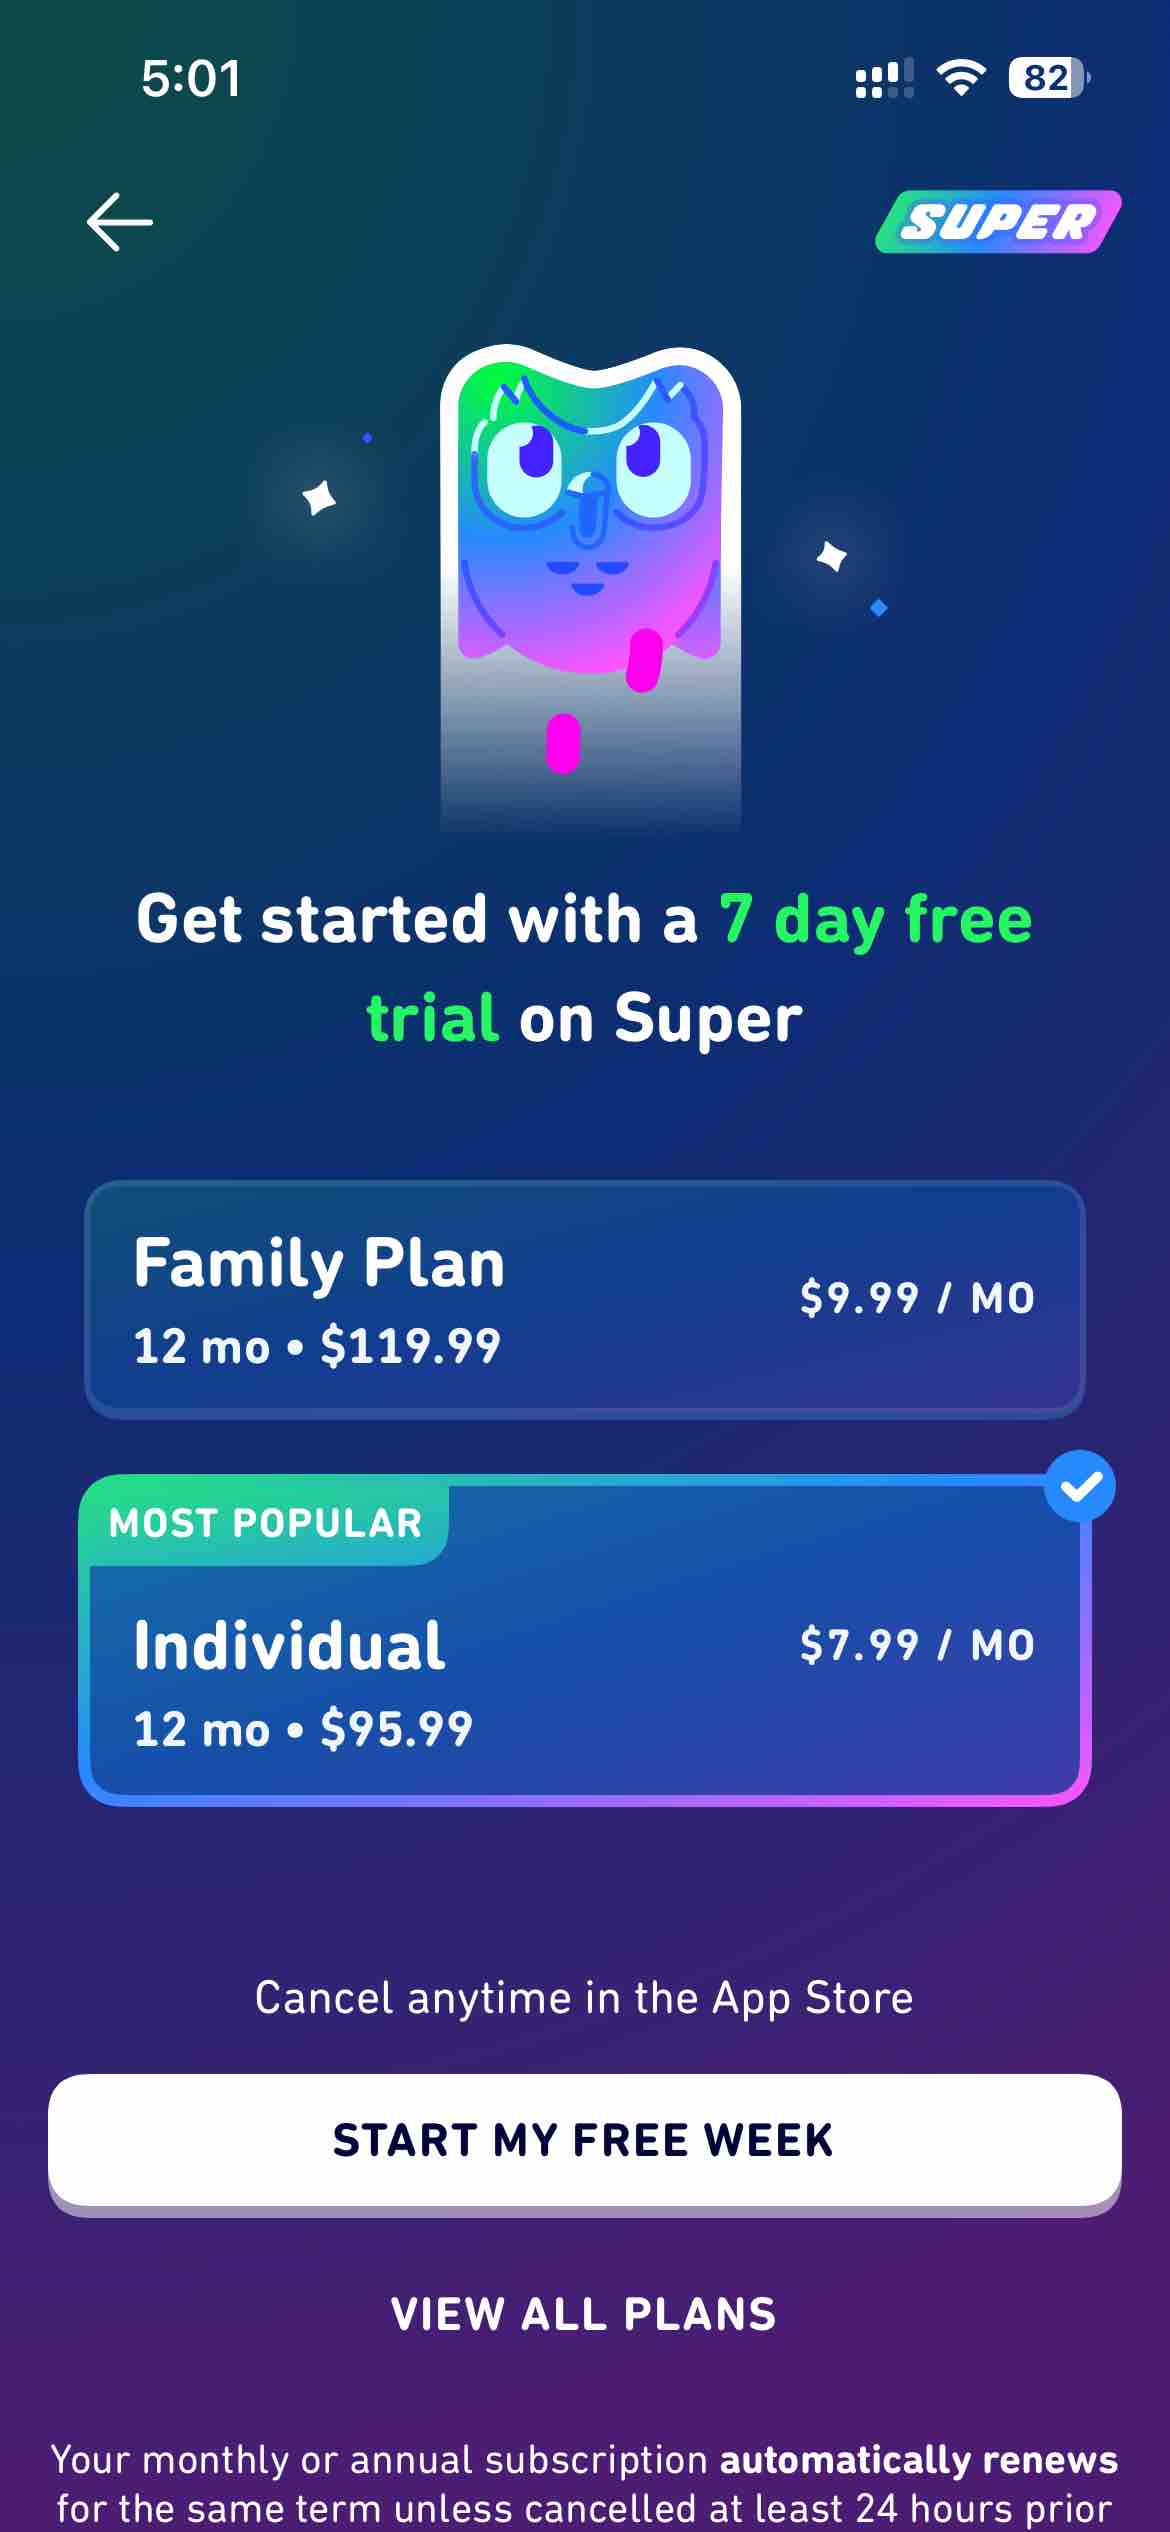 5:01
82
SUPER
Get started with a 7 day free
trial on Super
Family Plan
$9.99 / MO
12 mo • $119.99
MOST POPULAR
Individual
$7.99 / MO
12 mo • $95.99
Cancel anytime in the App Store
START MY FREE WEEK
VIEW ALL PLANS
Your monthly or annual subscription automatically renews
for the same term unless cancelled at least 24 hours prior